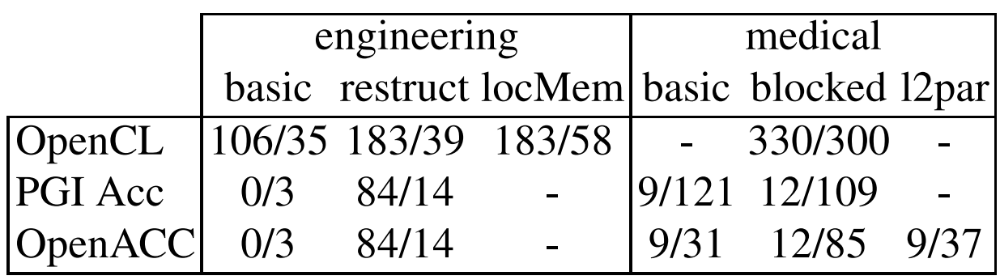 engineering medical
basic restruct locMem basic blocked l2par
OpenCL 106/35 183/39 183/58 - 330/300 -
PGI Acc 0/3 84/14 - 9/121 12/109 -
OpenACC 0/3 84/14 - 9/31 12/85 9/37